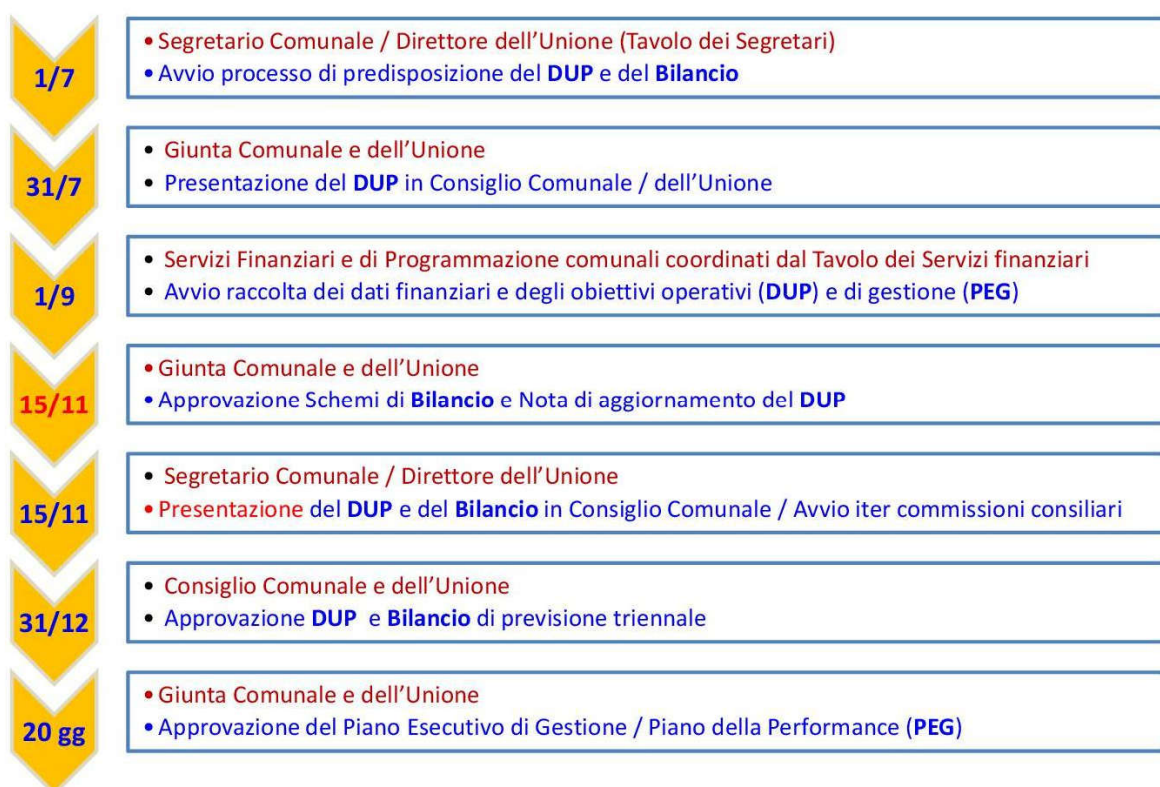 1/7
• Segretario Comunale / Direttore dell'Unione (Tavolo dei Segretari)
• Avvio processo di predisposizione del DUP e del Bilancio
31/7
• Giunta Comunale e dell'Unione
• Presentazione del DUP in Consiglio Comunale / dell'Unione
1/9
• Servizi Finanziari e di Programmazione comunali coordinati dal Tavolo dei Servizi finanziari
• Avvio raccolta dei dati finanziari e degli obiettivi operativi (DUP) e di gestione (PEG)
15/11
• Giunta Comunale e dell'Unione
• Approvazione Schemi di Bilancio e Nota di aggiornamento del DUP
15/11
• Segretario Comunale / Direttore dell'Unione
• Presentazione del DUP e del Bilancio in Consiglio Comunale / Avvio iter commissioni consiliari
31/12
• Consiglio Comunale e dell'Unione
• Approvazione DUP e Bilancio di previsione triennale
20 gg
• Giunta Comunale e dell'Unione
• Approvazione del Piano Esecutivo di Gestione / Piano della Performance (PEG)